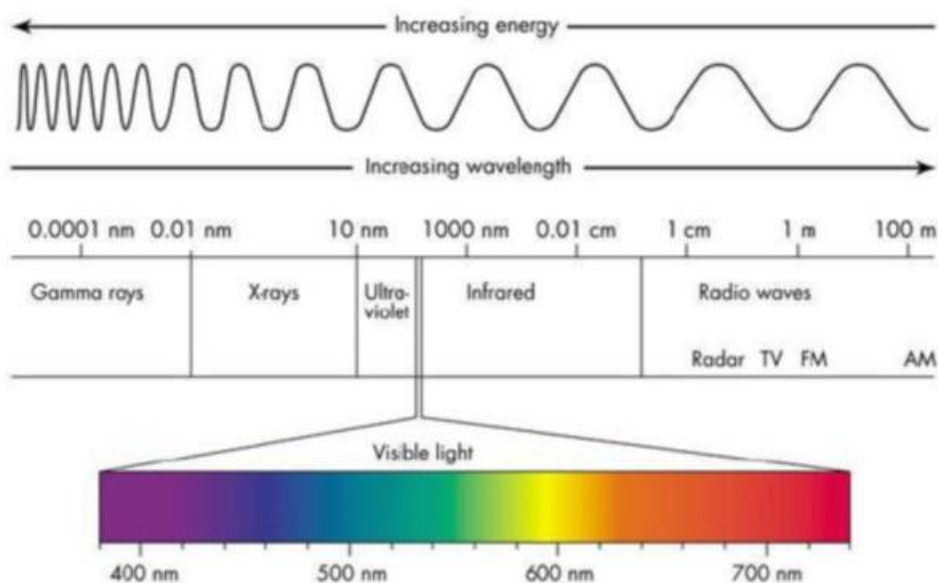 Increasing energy
Increasing wavelength
0.0001 nm 0.01 nm 10 nm 1000 nm 0.01 cm 1 cm 1 m 100 m
Gamma rays X-rays Ultra- Infrared Radio waves
violet
Radar TV FM AM
Visible light
400 nm 500 nm 600 nm 700 nm